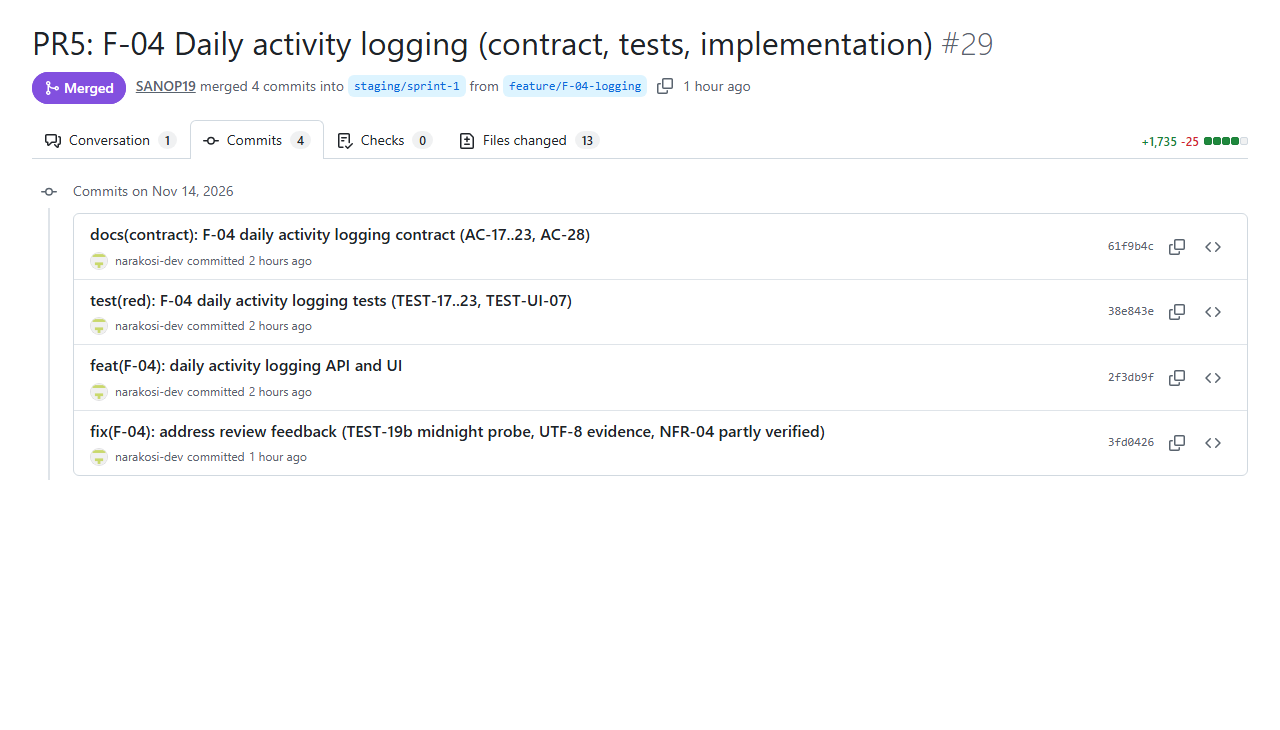 PR5: F-04 Daily activity logging (contract, tests, implementation) #29
Merged SANOP19 merged 4 commits into staging/sprint-1 from feature/F-04-logging 1 hour ago
Conversation 1 Commits 4 Checks 0 Files changed 13 +1,735 -25
Commits on Nov 14, 2026
docs(contract): F-04 daily activity logging contract (AC-17..23, AC-28)
narakosi-dev committed 2 hours ago
61f9b4c
test(red): F-04 daily activity logging tests (TEST-17..23, TEST-UI-07)
narakosi-dev committed 2 hours ago
38e843e
feat(F-04): daily activity logging API and UI
narakosi-dev committed 2 hours ago
2f3db9f
fix(F-04): address review feedback (TEST-19b midnight probe, UTF-8 evidence, NFR-04 partly verified)
narakosi-dev committed 1 hour ago
3fd0426